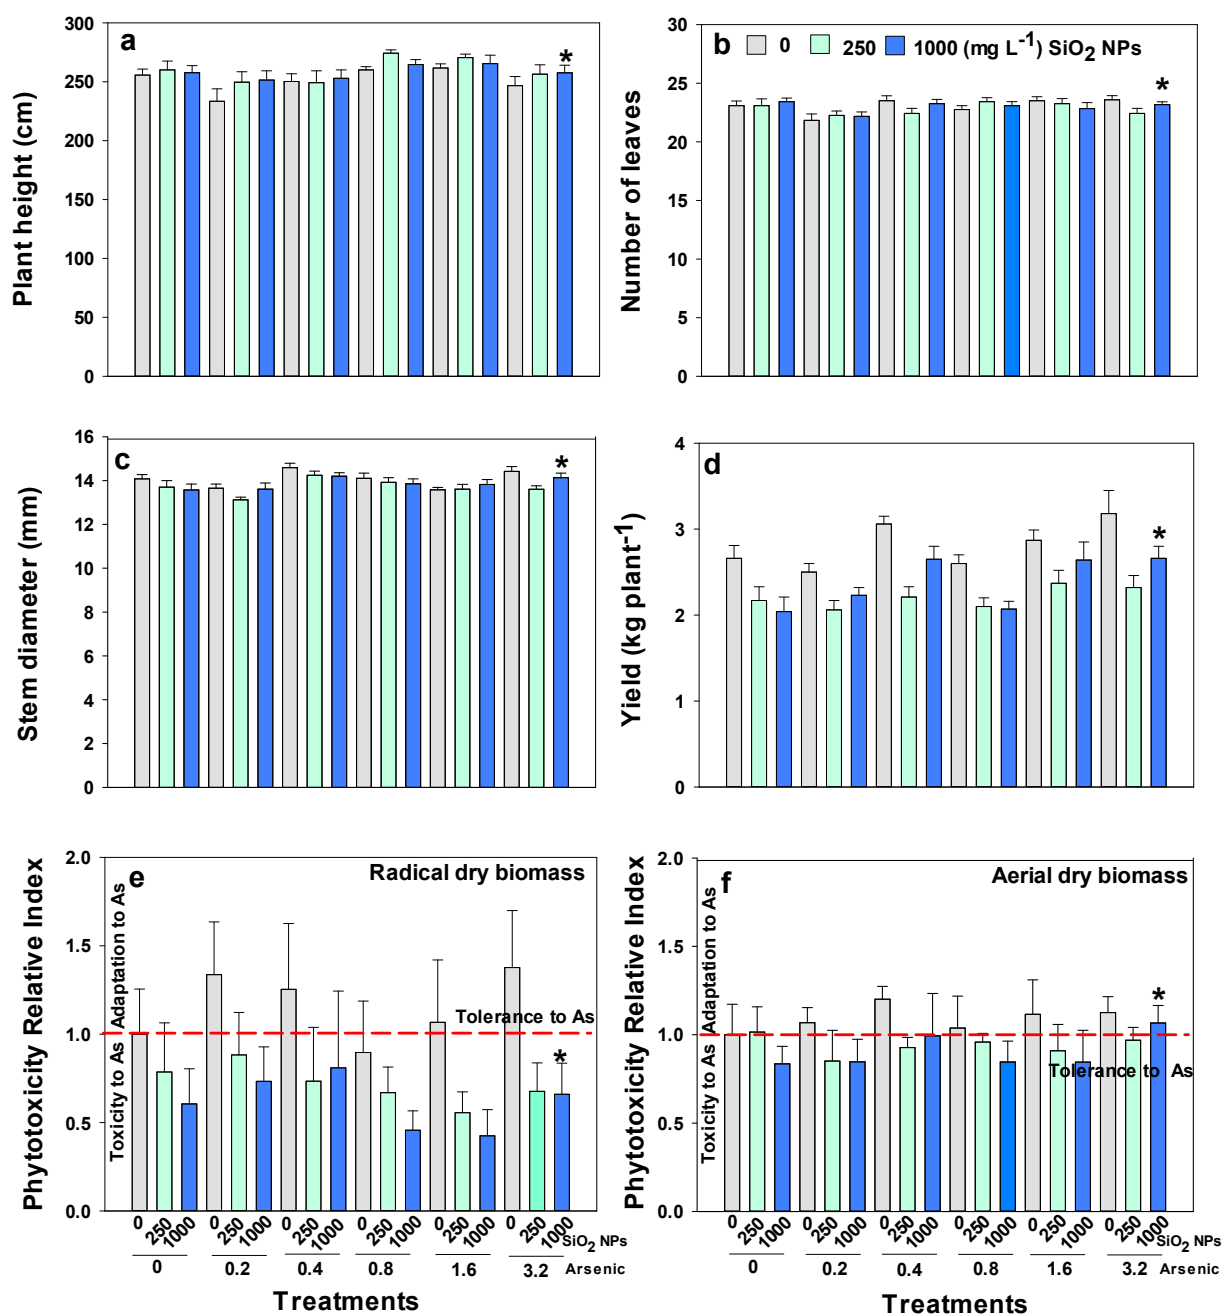 a
300
250
200
150
100
50
0
Plant height (cm)
*
b
0 250 1000 (mg L-1) SiO2 NPs
30
25
20
15
10
5
0
Number of leaves
*
c
16
14
12
10
8
6
4
2
0
Stem diameter (mm)
*
d
4
3
2
1
0
Yield (kg plant-1)
*
e
Radical dry biomass
2.0
1.5
1.0
0.5
0.0
Phytotoxicity Relative Index
Toxicity to As Adaptation to As
Tolerance to As
*
0 250 1000 0 250 1000 0 250 1000 0 250 1000 0 250 1000 0 250 1000 SiO2 NPs
0 0.2 0.4 0.8 1.6 3.2 Arsenic
Treatments
f
Aerial dry biomass
2.0
1.5
1.0
0.5
0.0
Phytotoxicity Relative Index
Toxicity to As Adaptation to As
Tolerance to As
*
0 250 1000 0 250 1000 0 250 1000 0 250 1000 0 250 1000 0 250 1000 SiO2 NPs
0 0.2 0.4 0.8 1.6 3.2 Arsenic
Treatments